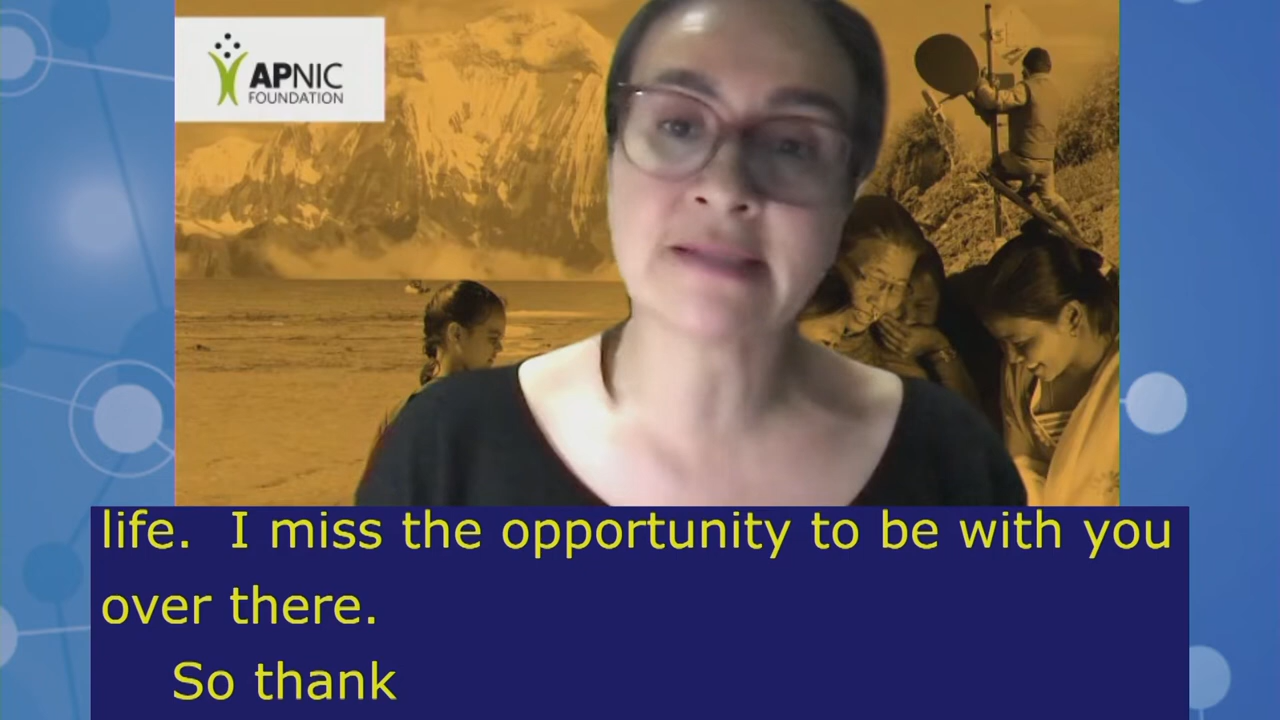 APNIC
FOUNDATION
life.  I miss the opportunity to be with you
over there.
So thank